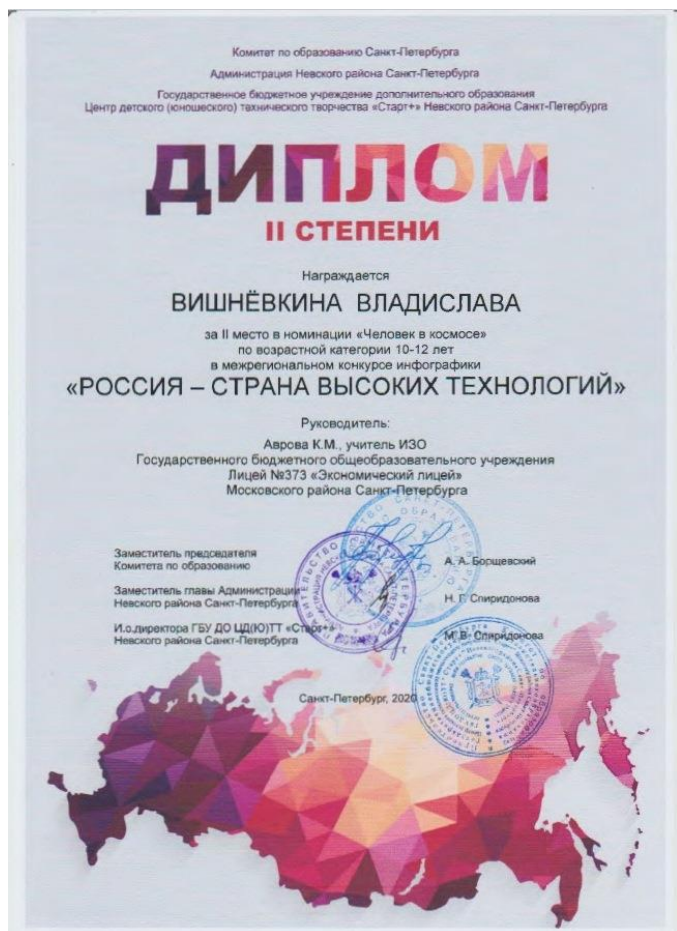 Комитет по образованию Санкт-Петербурга
Администрация Невского района Санкт-Петербурга
Государственное бюджетное учреждение дополнительного образования
Центр детского (юношеского) технического творчества «Старт+» Невского района Санкт-Петербурга
ДИПЛОМ
II СТЕПЕНИ
Награждается
ВИШНЁВКИНА ВЛАДИСЛАВА
за II место в номинации «Человек в космосе»
по возрастной категории 10-12 лет
в межрегиональном конкурсе инфографики
«РОССИЯ – СТРАНА ВЫСОКИХ ТЕХНОЛОГИЙ»
Руководитель:
Аврова К.М., учитель ИЗО
Государственного бюджетного общеобразовательного учреждения
Лицей №373 «Экономический лицей»
Московского района Санкт-Петербурга
Заместитель председателя
Комитета по образованию
А. А. Борщевский
Заместитель главы Администрации
Невского района Санкт-Петербурга
Н. Г. Спиридонова
И.о.директора ГБУ ДО ЦД(Ю)ТТ «Старт+»
Невского района Санкт-Петербурга
М. В. Спиридонова
Санкт-Петербург, 2020